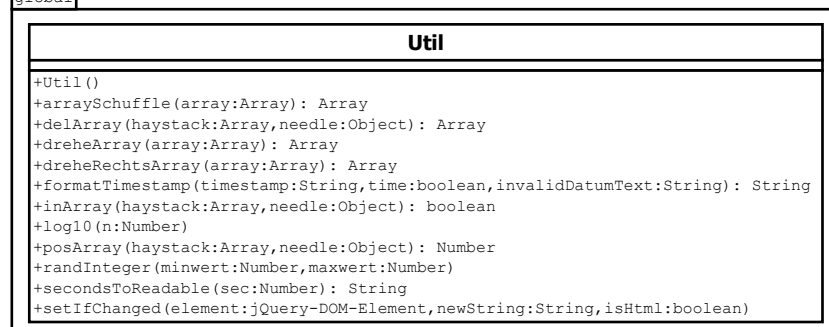 global
Util
+Util()
+arraySchuffle(array:Array): Array
+delArray(haystack:Array,needle:Object): Array
+dreheArray(array:Array): Array
+dreheRechtsArray(array:Array): Array
+formatTimestamp(timestamp:String,time:boolean,invalidDatumText:String): String
+inArray(haystack:Array,needle:Object): boolean
+log10(n:Number)
+posArray(haystack:Array,needle:Object): Number
+randInteger(minwert:Number,maxwert:Number)
+secondsToReadable(sec:Number): String
+setIfChanged(element:jQuery-DOM-Element,newString:String,isHtml:boolean)